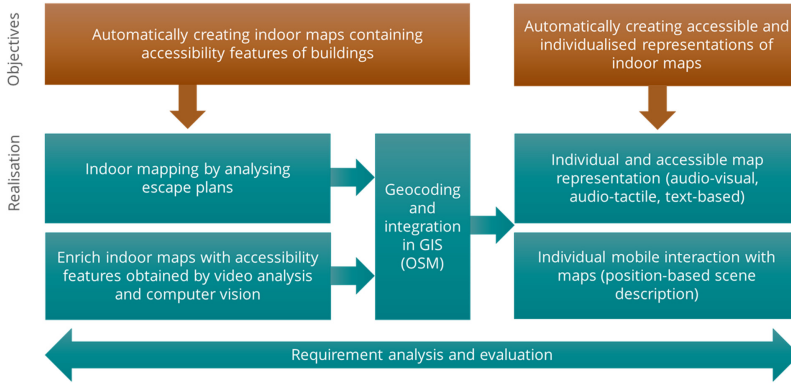 Objectives
Automatically creating indoor maps containing
accessibility features of buildings
Automatically creating accessible and
individualised representations of
indoor maps
Realisation
Indoor mapping by analysing
escape plans
Enrich indoor maps with accessibility
features obtained by video analysis
and computer vision
Geocoding
and
integration
in GIS
(OSM)
Individual and accessible map
representation (audio-visual,
audio-tactile, text-based)
Individual mobile interaction with
maps (position-based scene
description)
Requirement analysis and evaluation